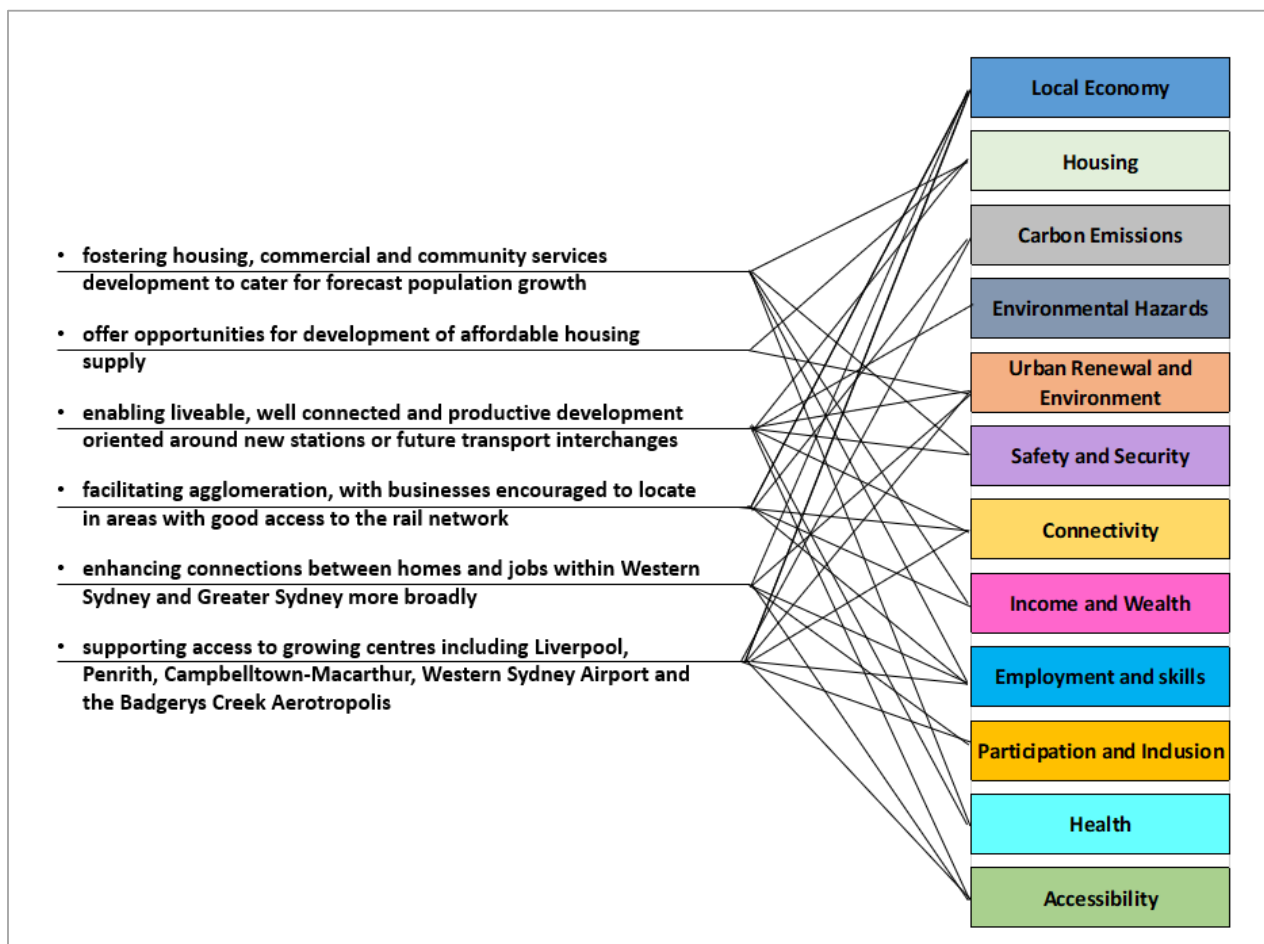 • fostering housing, commercial and community services
development to cater for forecast population growth
• offer opportunities for development of affordable housing
supply
• enabling liveable, well connected and productive development
oriented around new stations or future transport interchanges
• facilitating agglomeration, with businesses encouraged to locate
in areas with good access to the rail network
• enhancing connections between homes and jobs within Western
Sydney and Greater Sydney more broadly
• supporting access to growing centres including Liverpool,
Penrith, Campbelltown-Macarthur, Western Sydney Airport and
the Badgerys Creek Aerotropolis
Local Economy
Housing
Carbon Emissions
Environmental Hazards
Urban Renewal and
Environment
Safety and Security
Connectivity
Income and Wealth
Employment and skills
Participation and Inclusion
Health
Accessibility